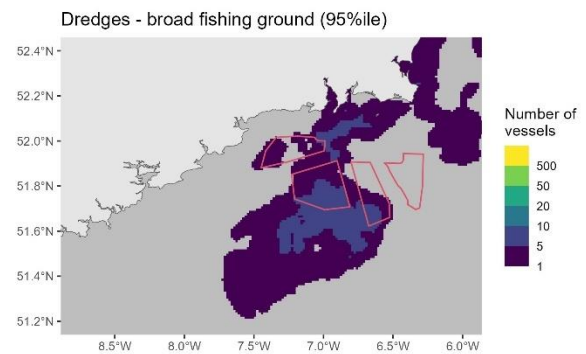 Dredges - broad fishing ground (95%ile)
52.4°N
52.2°N
52.0°N
51.8°N
51.6°N
51.4°N
51.2°N
8.5°W 8.0°W 7.5°W 7.0°W 6.5°W 6.0°W
Number of
vessels
500
50
20
10
5
1